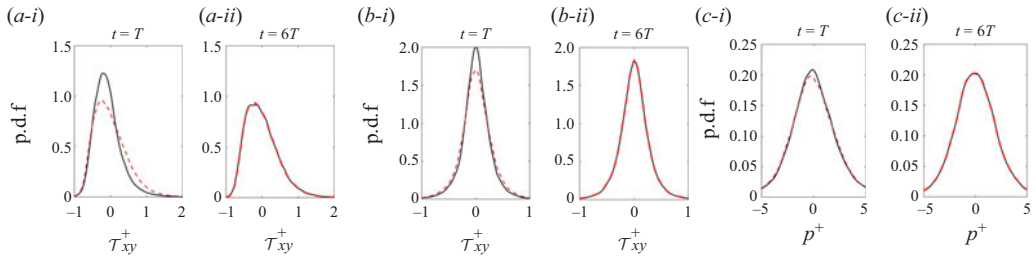 (a-i) (a-ii) (b-i) (b-ii) (c-i) (c-ii)
t = T t = 6T t = T t = 6T t = T t = 6T
p.d.f
1.5
1.0
0.5
0
−1 0 1 2
𝒯⁺xy
1.5
1.0
0.5
0
−1 0 1 2
𝒯⁺xy
p.d.f
2.0
1.5
1.0
0.5
−1 0 1
𝒯⁺xy
2.0
1.5
1.0
0.5
0
−1 0 1
𝒯⁺xy
p.d.f
0.25
0.20
0.15
0.10
0.05
0
−5 0 5
p⁺
0.25
0.20
0.15
0.10
0.05
0
−5 0 5
p⁺